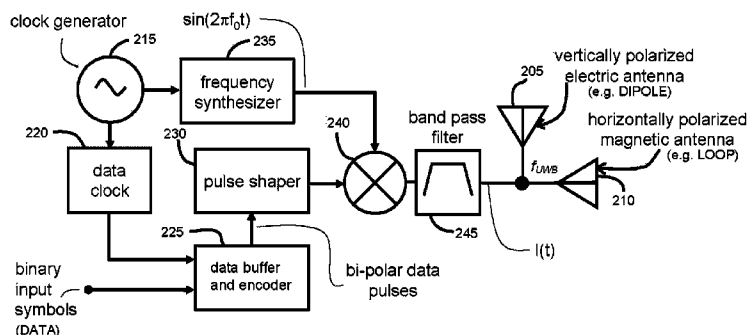 clock generator
215
sin(2πf₀t)
235
frequency
synthesizer
220
data
clock
230
pulse shaper
240
band pass
filter
245
205
vertically polarized
electric antenna
(e.g. DIPOLE)
horizontally polarized
magnetic antenna
(e.g. LOOP)
fUWB
210
I(t)
225
data buffer
and encoder
bi-polar data
pulses
binary
input
symbols
(DATA)